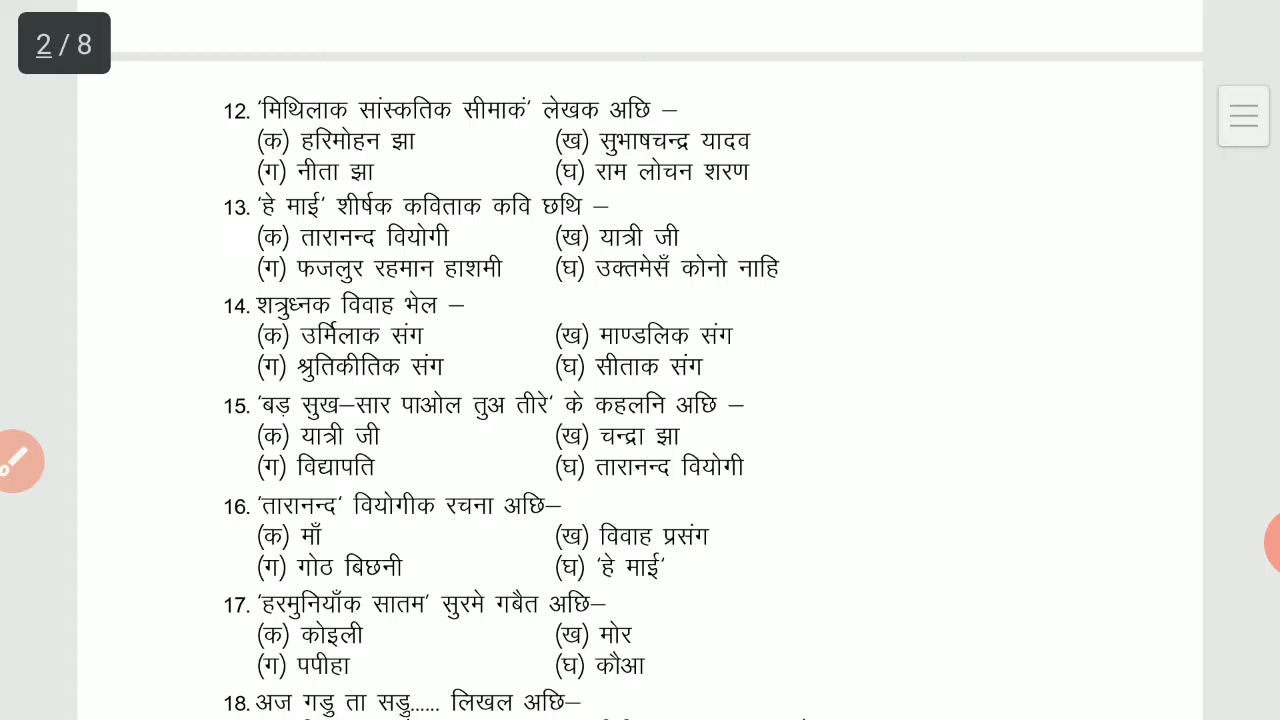 2 / 8
12. ‘मिथिलाक सांस्कतिक सीमाकं’ लेखक अछि –
(क) हरिमोहन झा (ख) सुभाषचन्द्र यादव
(ग) नीता झा (घ) राम लोचन शरण
13. ‘हे माई’ शीर्षक कविताक कवि छथि –
(क) तारानन्द वियोगी (ख) यात्री जी
(ग) फजलुर रहमान हाशमी (घ) उक्तमेसँ कोनो नाहि
14. शत्रुध्नक विवाह भेल –
(क) उर्मिलाक संग (ख) माण्डलिक संग
(ग) श्रुतिकीतिक संग (घ) सीताक संग
15. ‘बड़ सुख–सार पाओल तुअ तीरे’ के कहलनि अछि –
(क) यात्री जी (ख) चन्द्रा झा
(ग) विद्यापति (घ) तारानन्द वियोगी
16. ‘तारानन्द’ वियोगीक रचना अछि–
(क) माँ (ख) विवाह प्रसंग
(ग) गोठ बिछनी (घ) ‘हे माई’
17. ‘हरमुनियाँक सातम’ सुरमे गबैत अछि–
(क) कोइली (ख) मोर
(ग) पपीहा (घ) कौआ
18. अज गडु ता सडु...... लिखल अछि–